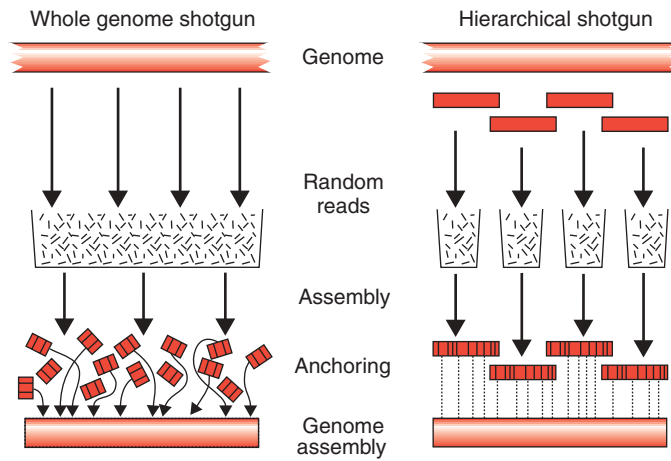 Whole genome shotgun
Hierarchical shotgun
Genome
Random
reads
Assembly
Anchoring
Genome
assembly